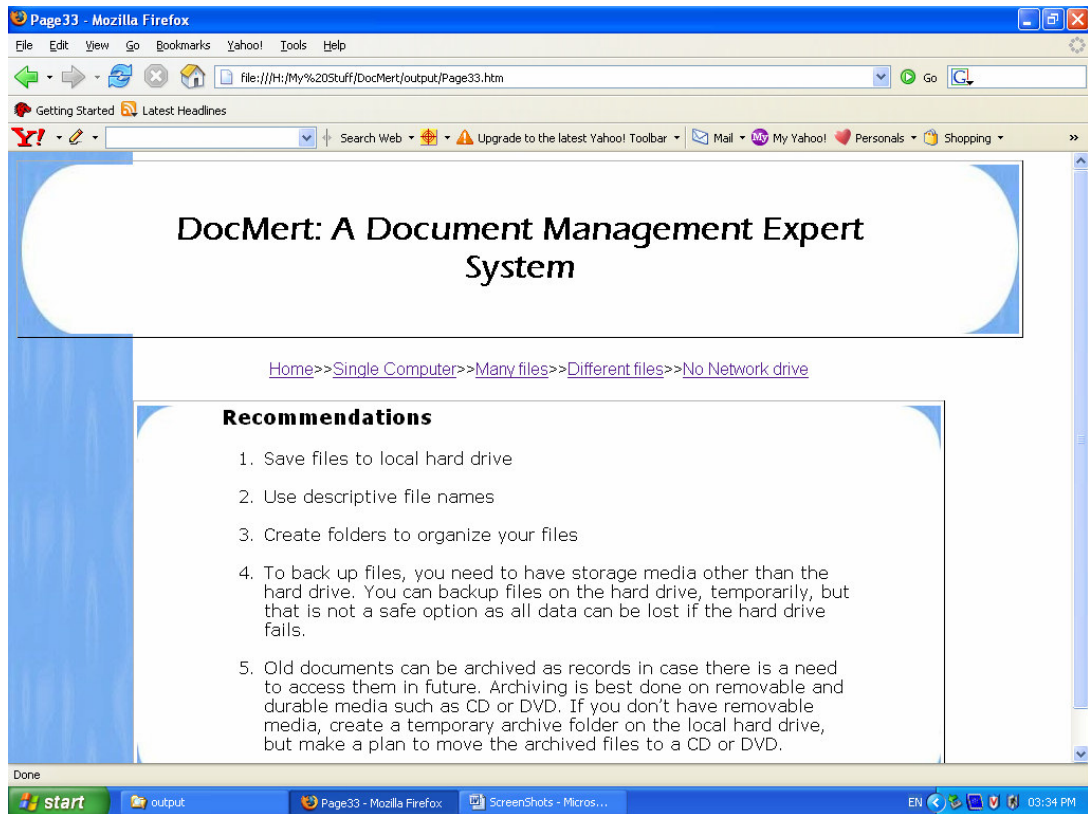 Page33 - Mozilla Firefox
File Edit View Go Bookmarks Yahoo! Tools Help
file:///H:/My%20Stuff/DocMert/output/Page33.htm Go G
Getting Started Latest Headlines
Y! Search Web Upgrade to the latest Yahoo! Toolbar Mail My My Yahoo! Personals Shopping »
DocMert: A Document Management Expert
System
Home>>Single Computer>>Many files>>Different files>>No Network drive
Recommendations
1. Save files to local hard drive
2. Use descriptive file names
3. Create folders to organize your files
4. To back up files, you need to have storage media other than the
hard drive. You can backup files on the hard drive, temporarily, but
that is not a safe option as all data can be lost if the hard drive
fails.
5. Old documents can be archived as records in case there is a need
to access them in future. Archiving is best done on removable and
durable media such as CD or DVD. If you don't have removable
media, create a temporary archive folder on the local hard drive,
but make a plan to move the archived files to a CD or DVD.
Done
start output Page33 - Mozilla Firefox ScreenShots - Micros... EN 03:34 PM